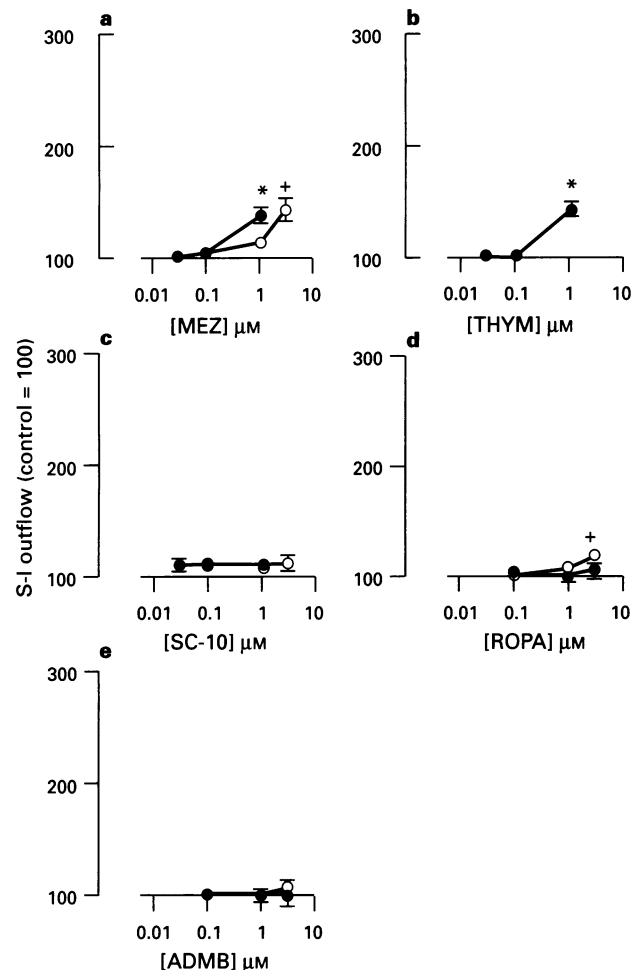 a
300
200
100
* +
0.01 0.1 1 10
[MEZ] μM
b
300
200
100
*
0.01 0.1 1 10
[THYM] μM
S-I outflow (control = 100)
c
300
200
100
0.01 0.1 1 10
[SC-10] μM
d
300
200
100
+
0.01 0.1 1 10
[ROPA] μM
e
300
200
100
0.01 0.1 1 10
[ADMB] μM